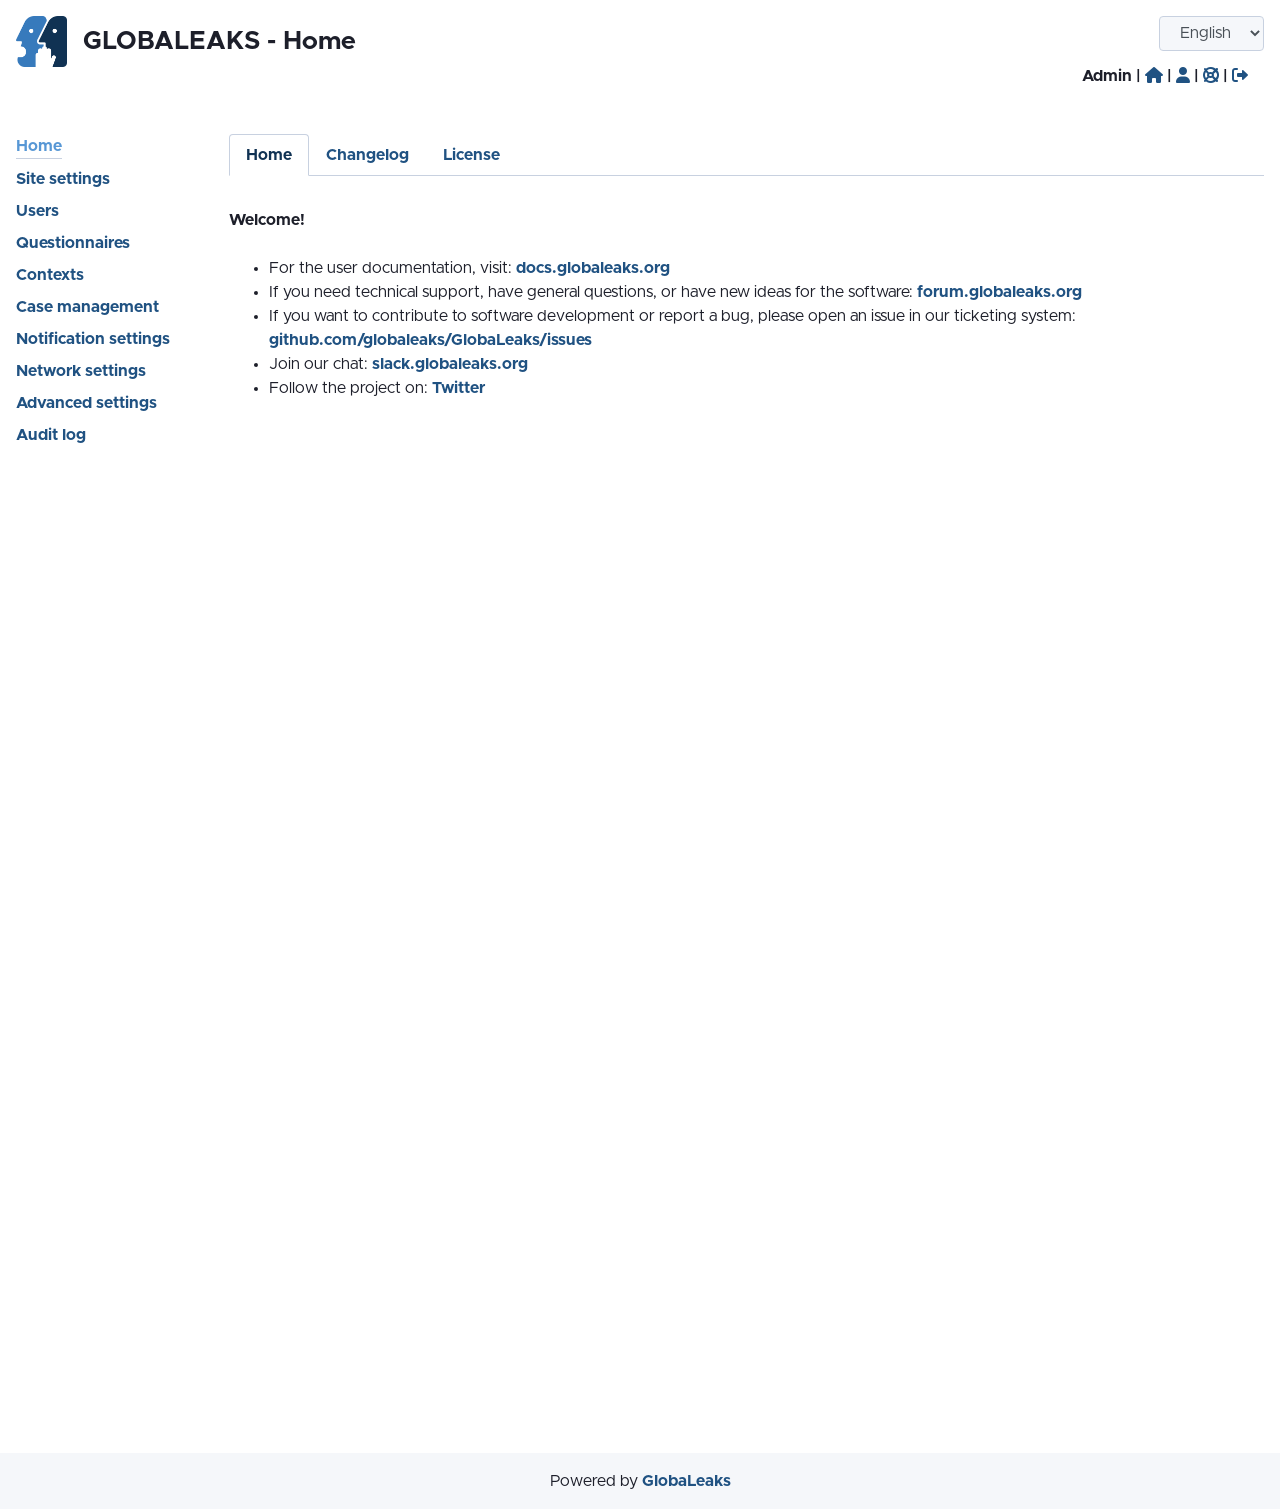 GLOBALEAKS - Home
English
Admin | | | |
Home
Site settings
Users
Questionnaires
Contexts
Case management
Notification settings
Network settings
Advanced settings
Audit log
Home
Changelog
License
Welcome!
For the user documentation, visit: docs.globaleaks.org
If you need technical support, have general questions, or have new ideas for the software: forum.globaleaks.org
If you want to contribute to software development or report a bug, please open an issue in our ticketing system:
github.com/globaleaks/GlobaLeaks/issues
Join our chat: slack.globaleaks.org
Follow the project on: Twitter
Powered by GlobaLeaks